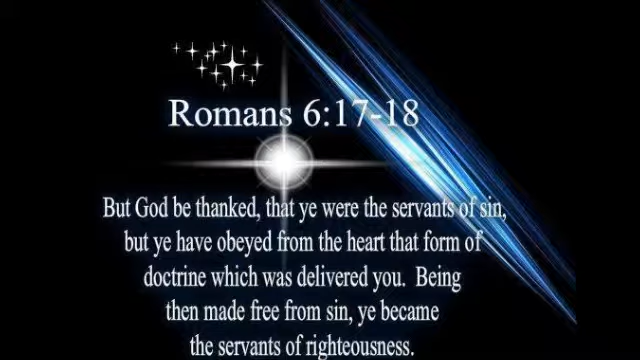 Romans 6:17-18
But God be thanked, that ye were the servants of sin,
but ye have obeyed from the heart that form of
doctrine which was delivered you. Being
then made free from sin, ye became
the servants of righteousness.